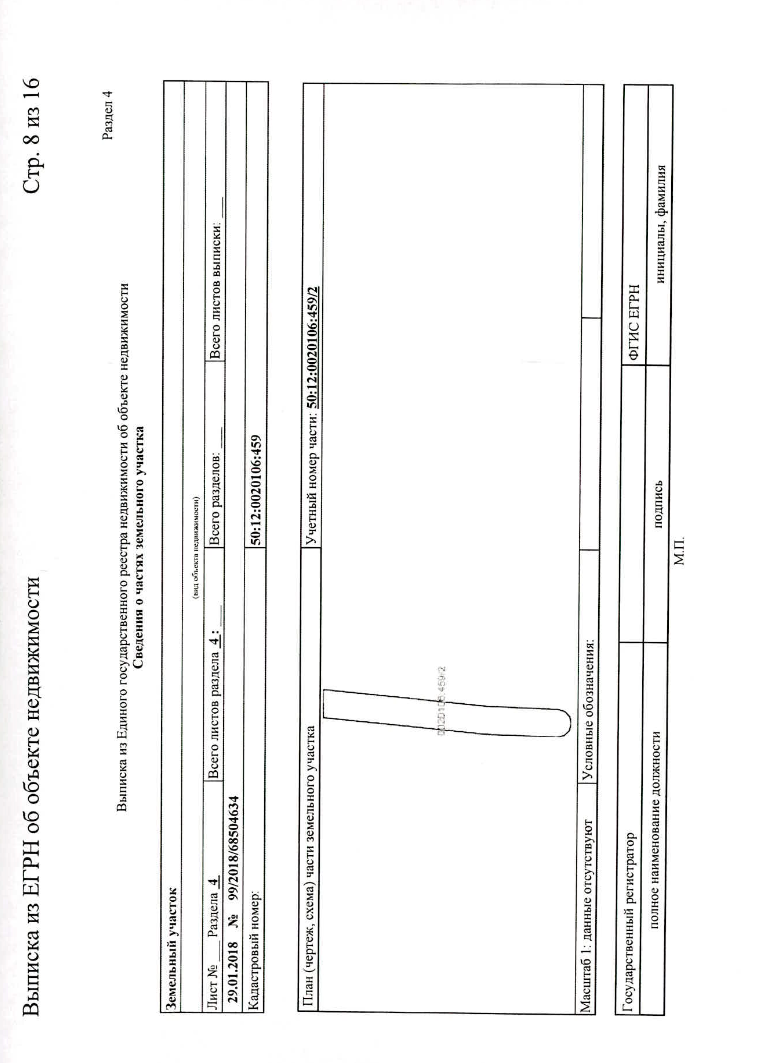 Выписка из ЕГРН об объекте недвижимости Стр. 8 из 16
Раздел 4
Выписка из Единого государственного реестра недвижимости об объекте недвижимости
Сведения о частях земельного участка
Земельный участок
(вид объекта недвижимости)
Лист № ___ Раздела 4 Всего листов раздела 4 : ___ Всего разделов: ___ Всего листов выписки: ___
29.01.2018 № 99/2018/68504634
Кадастровый номер: 50:12:0020106:459
План (чертеж, схема) части земельного участка Учетный номер части: 50:12:0020106:459/2
0020106:459/2
Масштаб 1: данные отсутствуют Условные обозначения:
Государственный регистратор ФГИС ЕГРН
полное наименование должности подпись инициалы, фамилия
М.П.